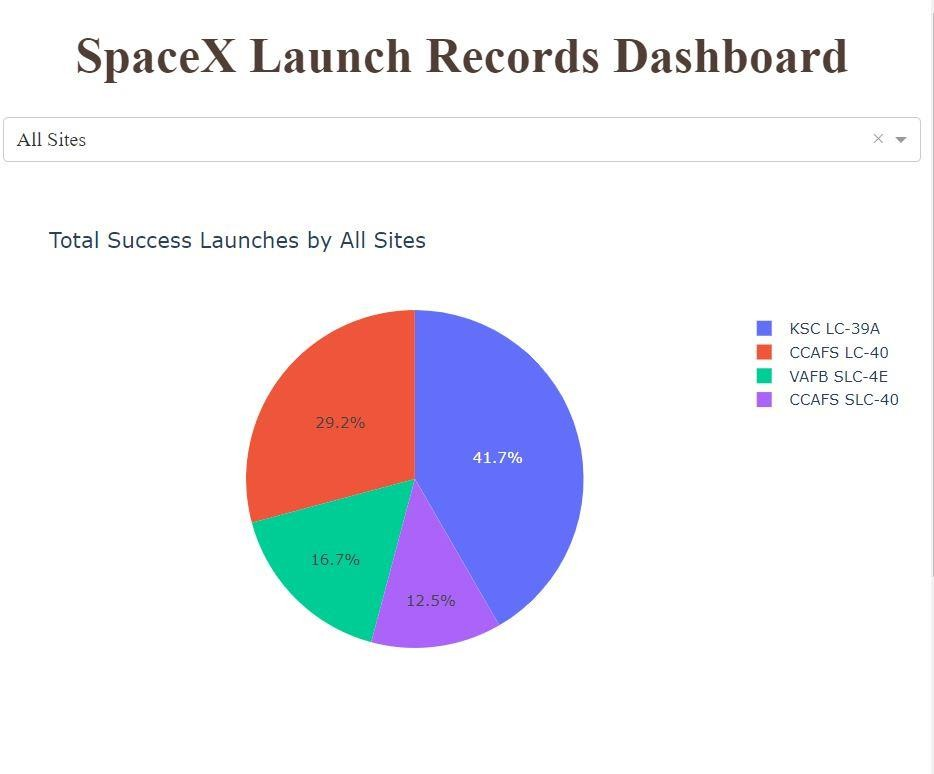 SpaceX Launch Records Dashboard
All Sites ×
Total Success Launches by All Sites
KSC LC-39A
CCAFS LC-40
VAFB SLC-4E
CCAFS SLC-40
29.2%
41.7%
16.7%
12.5%